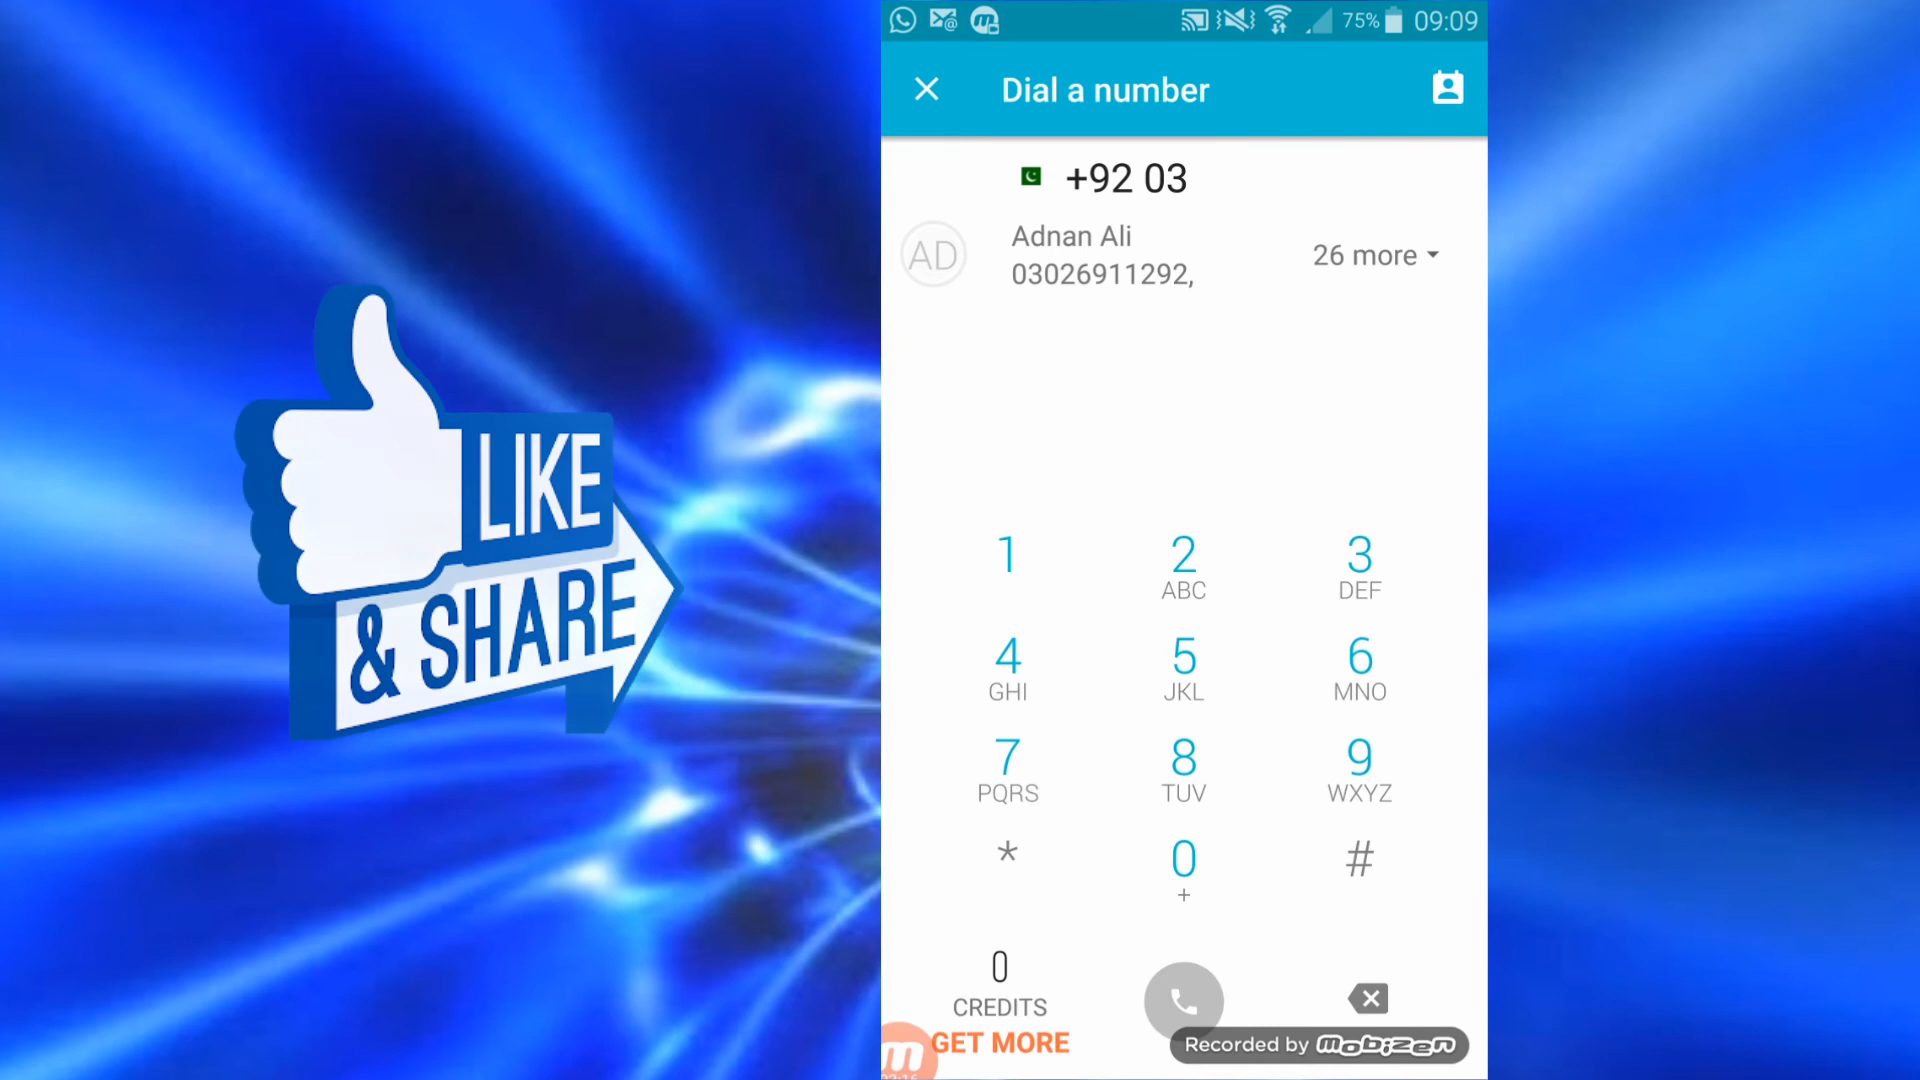 LIKE
& SHARE
75% 09:09
Dial a number
+92 03
AD
Adnan Ali
03026911292,
26 more
1
2
ABC
3
DEF
4
GHI
5
JKL
6
MNO
7
PQRS
8
TUV
9
WXYZ
*
0
+
#
0
CREDITS
GET MORE
Recorded by mobizen